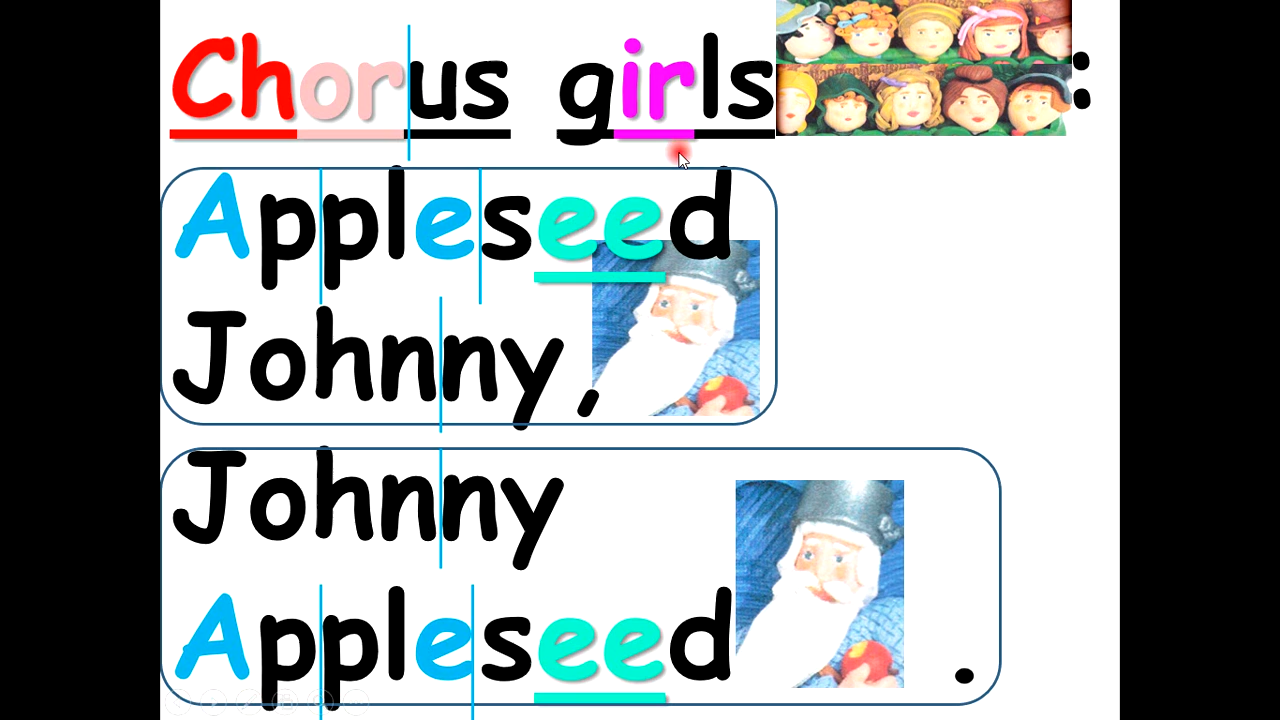 Chorus girls:
Appleseed
Johnny,
Johnny
Appleseed.